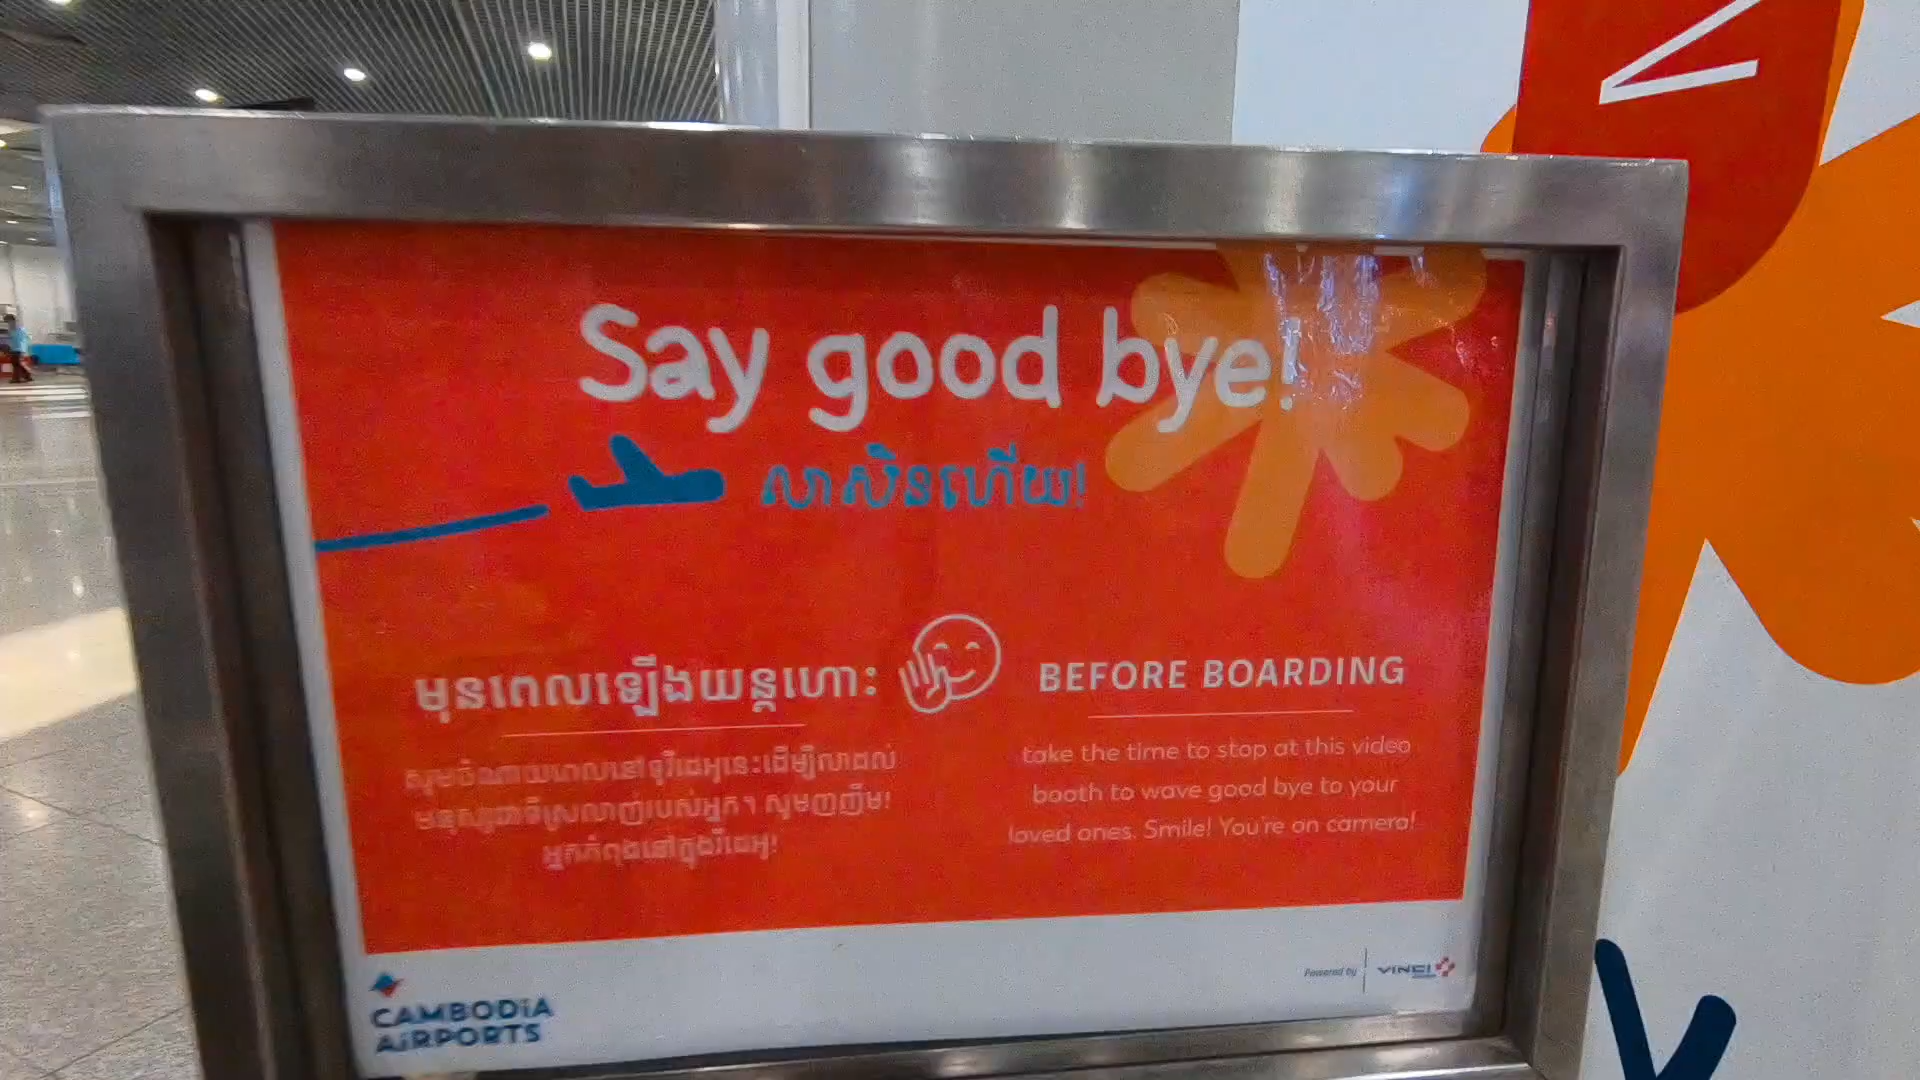 Say good bye!
លាសិនហើយ!
មុនពេលឡើងយន្តហោះ
សូមចំណាយពេលនៅទូវីដេអូនេះដើម្បីលាដល់
មនុស្សជាទីស្រលាញ់របស់អ្នក។ សូមញញឹម!
អ្នកកំពុងនៅក្នុងវីដេអូ!
BEFORE BOARDING
take the time to stop at this video
booth to wave good bye to your
loved ones. Smile! You're on camera!
CAMBODiA
AiRPORTS
Powered by
VINCI